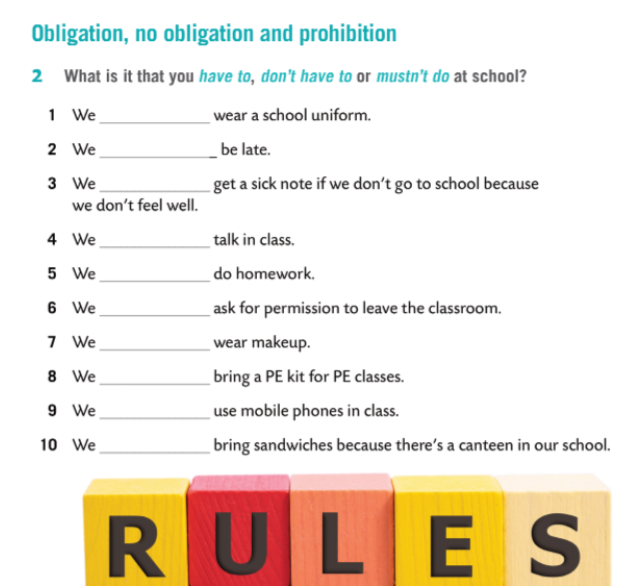 Obligation, no obligation and prohibition
2 What is it that you have to, don't have to or mustn't do at school?
1 We ____________ wear a school uniform.
2 We ____________ be late.
3 We ____________ get a sick note if we don't go to school because
we don't feel well.
4 We ____________ talk in class.
5 We ____________ do homework.
6 We ____________ ask for permission to leave the classroom.
7 We ____________ wear makeup.
8 We ____________ bring a PE kit for PE classes.
9 We ____________ use mobile phones in class.
10 We ____________ bring sandwiches because there's a canteen in our school.
RULES